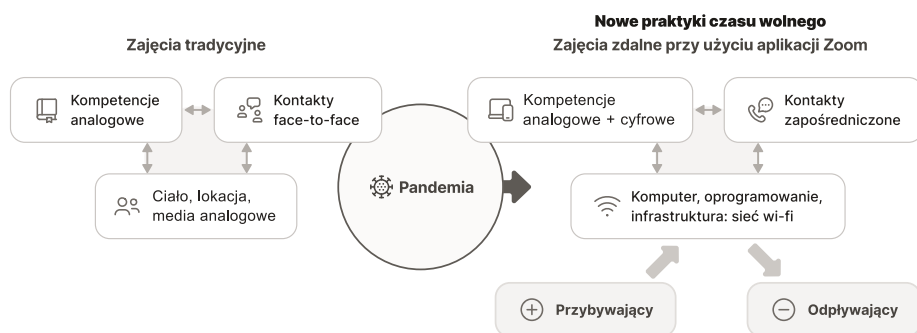 Zajęcia tradycyjne
Kompetencje
analogowe
Kontakty
face-to-face
Ciało, lokacja,
media analogowe
Pandemia
Nowe praktyki czasu wolnego
Zajęcia zdalne przy użyciu aplikacji Zoom
Kompetencje
analogowe + cyfrowe
Kontakty
zapośredniczone
Komputer, oprogramowanie,
infrastruktura: sieć wi-fi
Przybywający
Odpływający